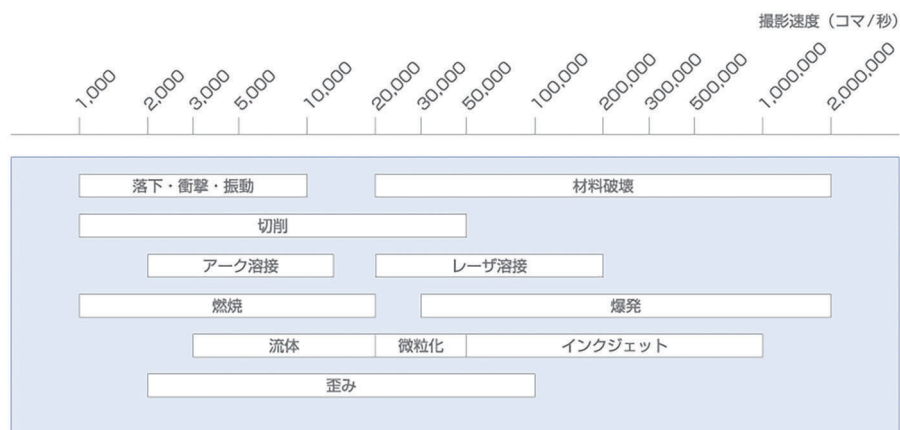 撮影速度（コマ/秒）
1,000 2,000 3,000 5,000 10,000 20,000 30,000 50,000 100,000 200,000 300,000 500,000 1,000,000 2,000,000
落下・衝撃・振動 材料破壊
切削
アーク溶接 レーザ溶接
燃焼 爆発
流体 微粒化 インクジェット
歪み